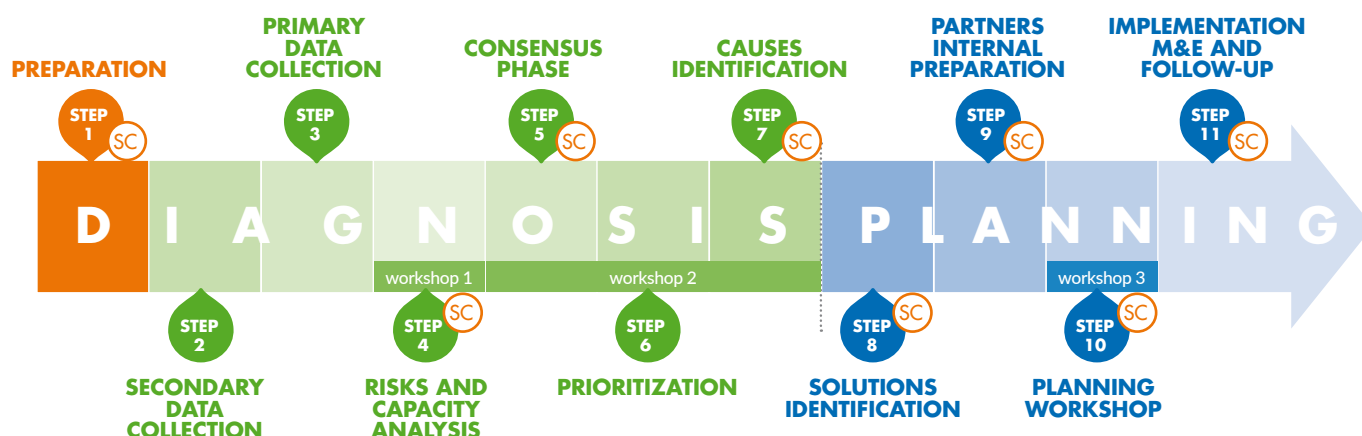 PREPARATION
STEP
1
SC
PRIMARY
DATA
COLLECTION
STEP
3
CONSENSUS
PHASE
STEP
5
SC
CAUSES
IDENTIFICATION
STEP
7
SC
PARTNERS
INTERNAL
PREPARATION
STEP
9
SC
IMPLEMENTATION
M&E AND
FOLLOW-UP
STEP
11
SC
DIAGNOSIS PLANNING
workshop 1
workshop 2
workshop 3
STEP
2
SECONDARY
DATA
COLLECTION
STEP
4
SC
RISKS AND
CAPACITY
ANALYSIS
STEP
6
PRIORITIZATION
STEP
8
SC
SOLUTIONS
IDENTIFICATION
STEP
10
SC
PLANNING
WORKSHOP